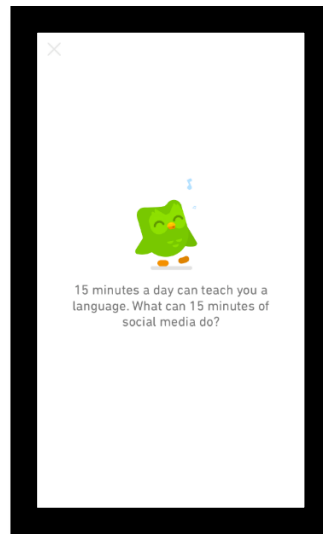 15 minutes a day can teach you a
language. What can 15 minutes of
social media do?